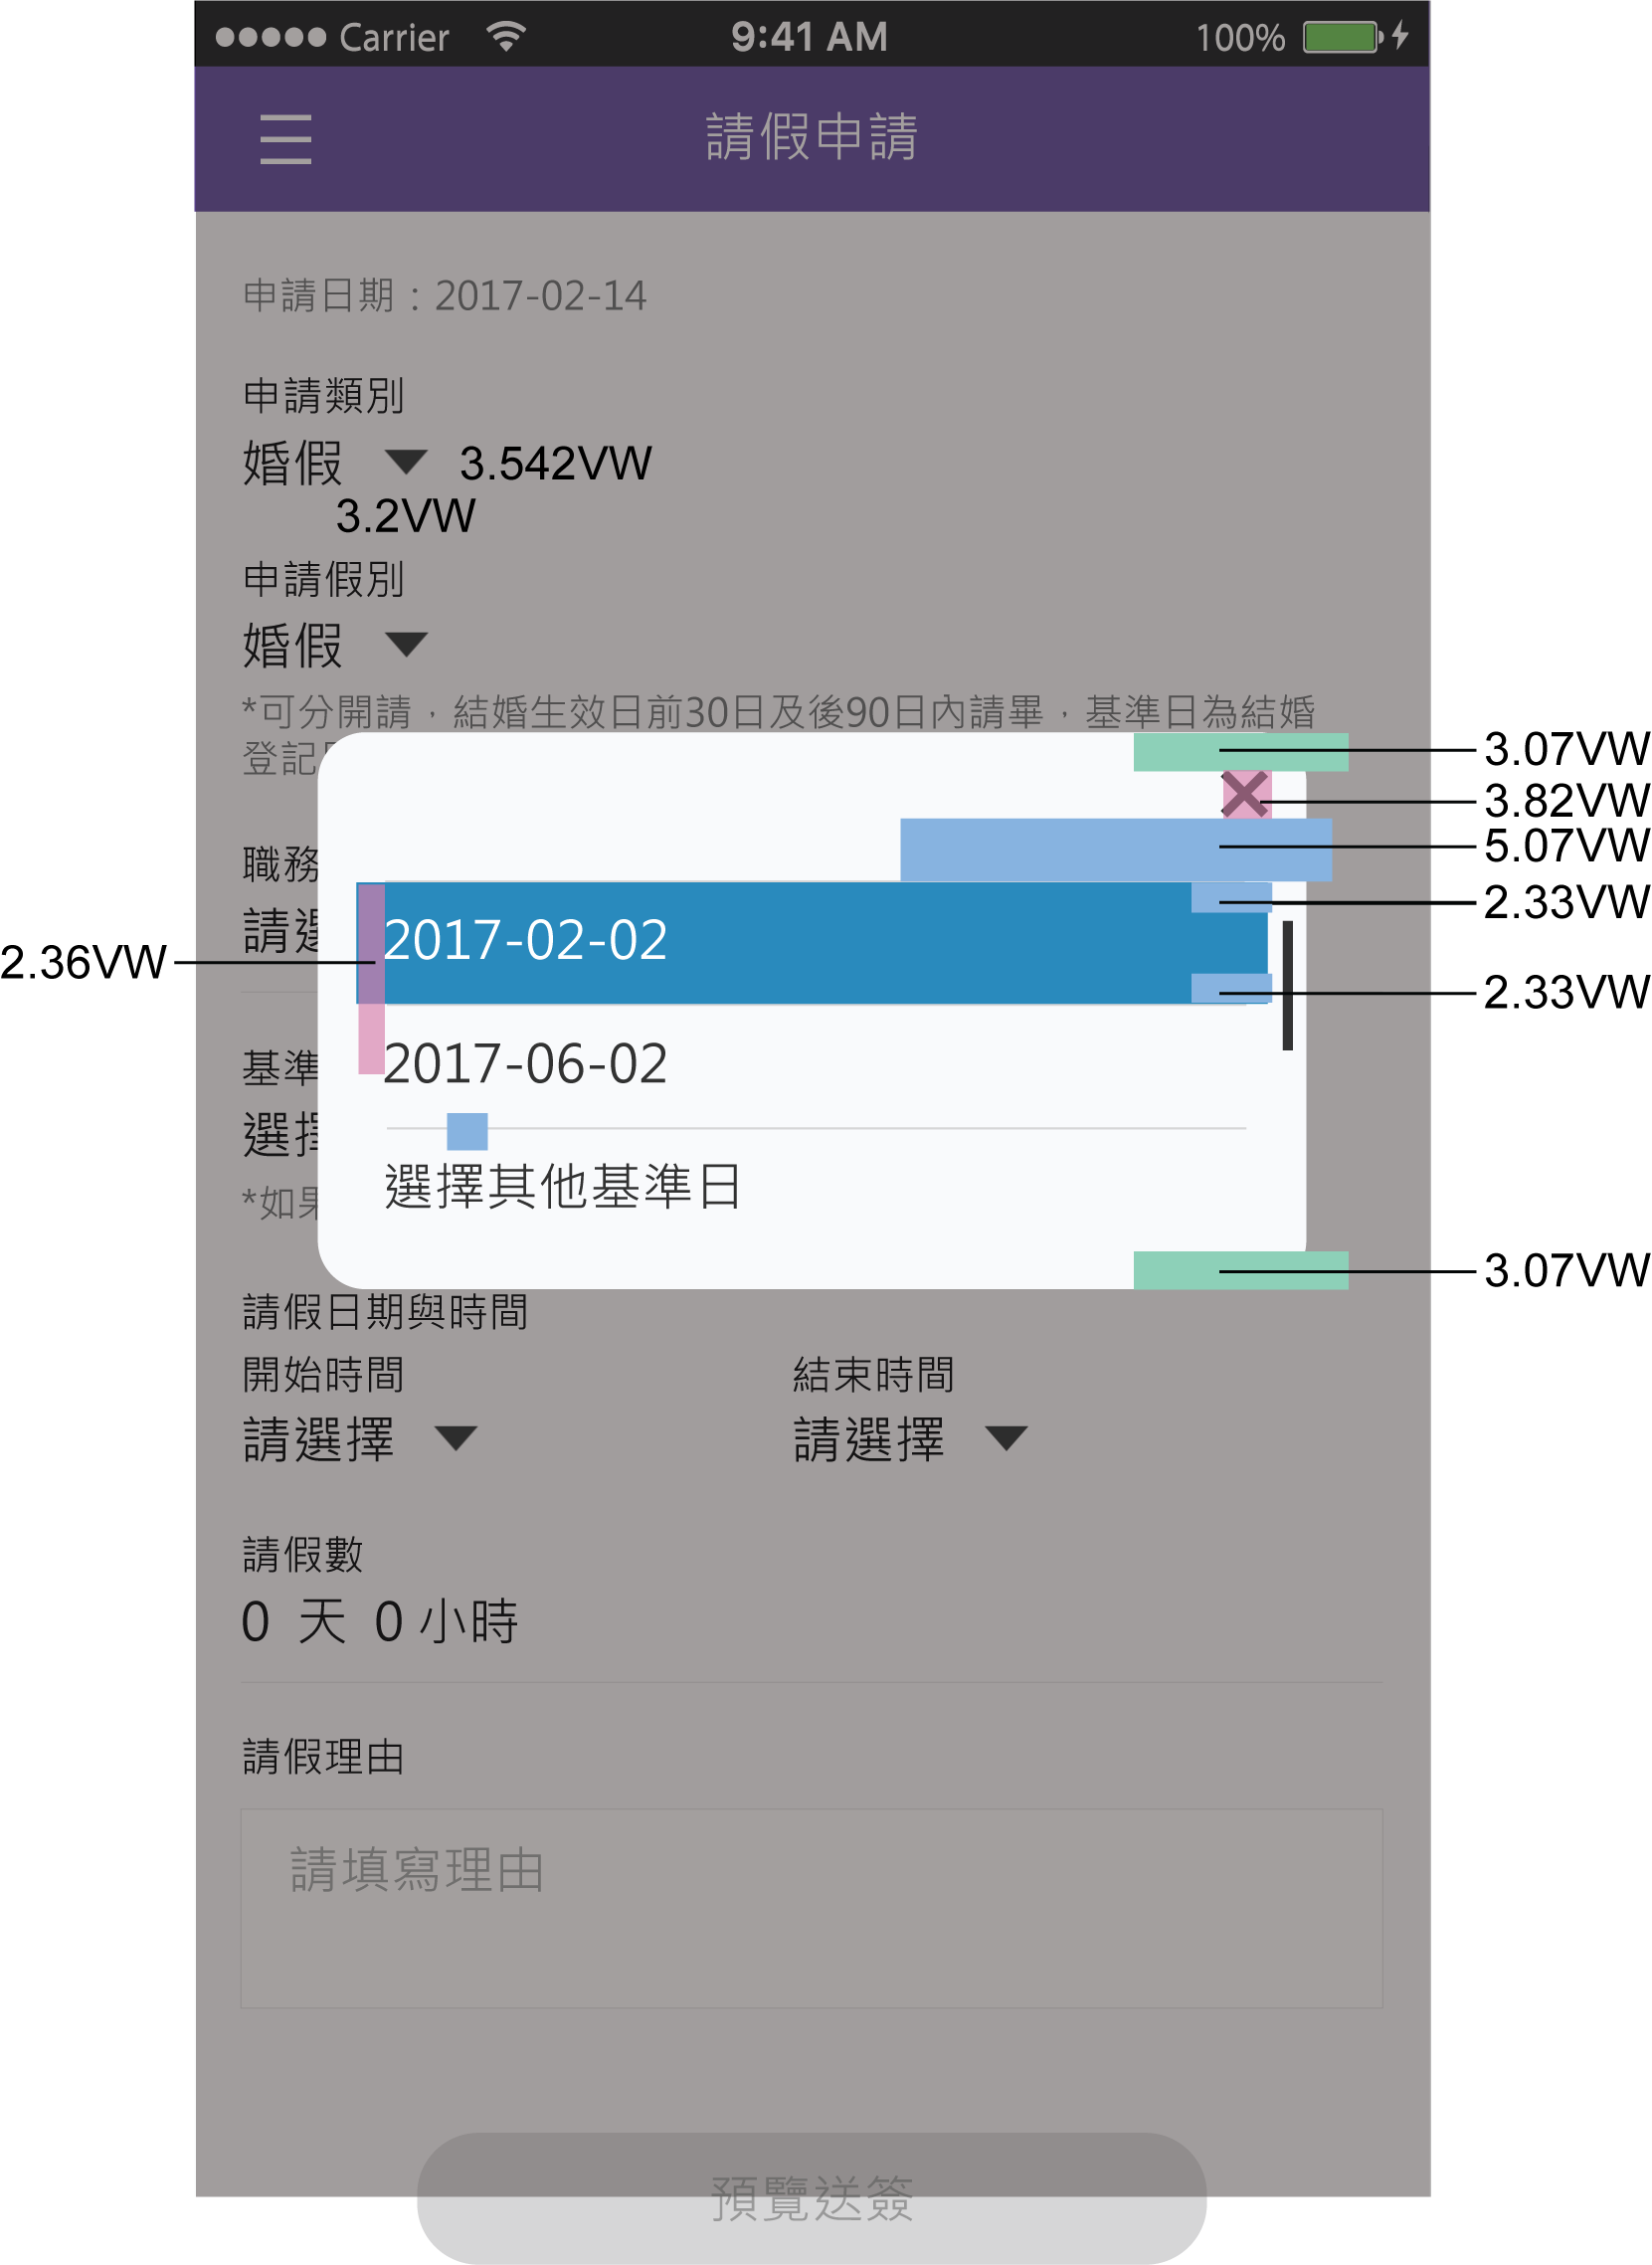 Carrier 9:41 AM 100%
請假申請
申請日期：2017-02-14
申請類別
婚假 3.542VW
3.2VW
申請假別
婚假
*可分開請，結婚生效日前30日及後90日內請畢，基準日為結婚
登記
3.07VW
3.82VW
5.07VW
職務
2.33VW
請選
2017-02-02
2.36VW
2.33VW
基準
2017-06-02
選擇
選擇其他基準日
*如果
3.07VW
請假日期與時間
開始時間 結束時間
請選擇 請選擇
請假數
0 天 0 小時
請假理由
請填寫理由
預覽送簽